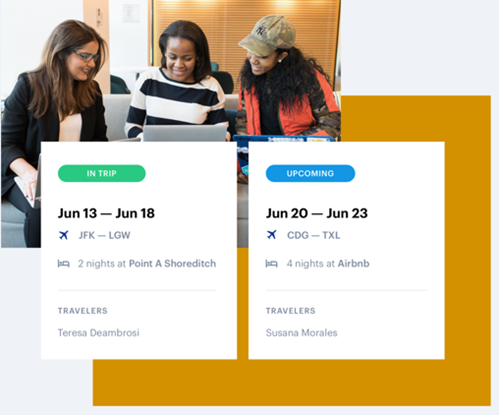 IN TRIP
Jun 13 — Jun 18
JFK — LGW
2 nights at Point A Shoreditch
TRAVELERS
Teresa Deambrosi
UPCOMING
Jun 20 — Jun 23
CDG — TXL
4 nights at Airbnb
TRAVELERS
Susana Morales